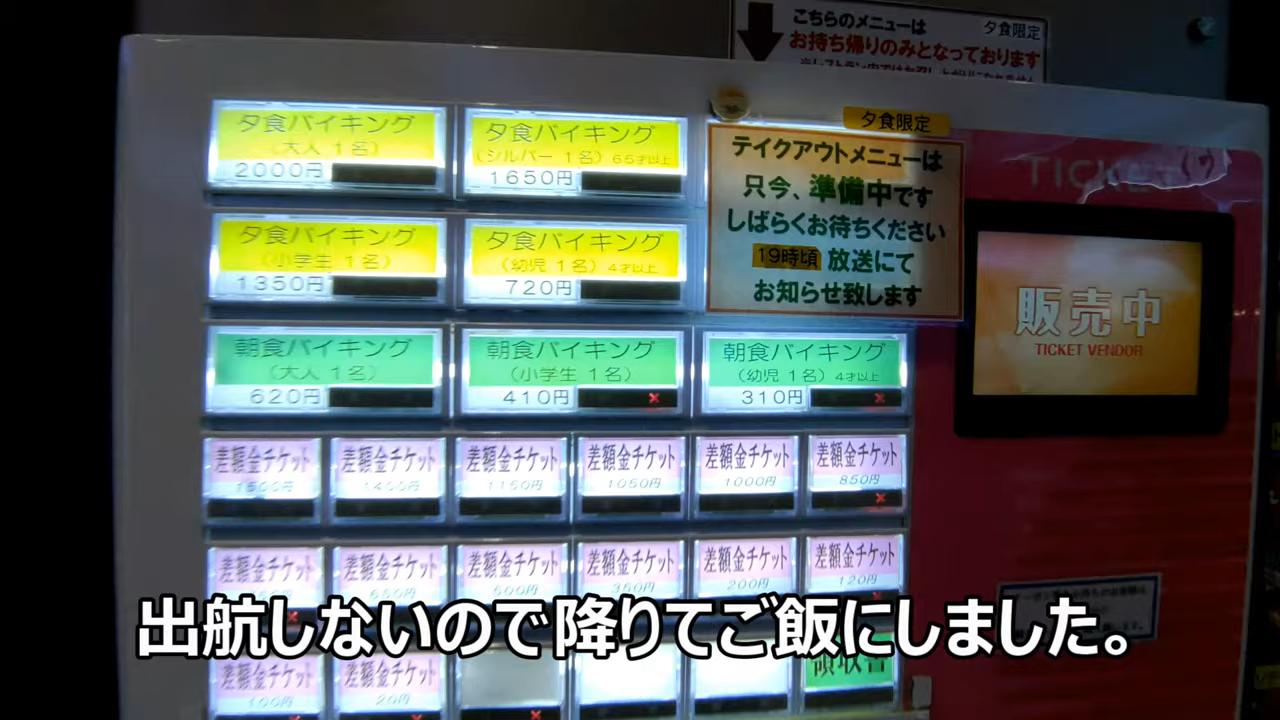 こちらのメニューは
夕食限定
お持ち帰りのみとなっております
夕食バイキング
(大人 1名)
2000円
夕食バイキング
(シルバー 1名) 65才以上
1650円
夕食限定
テイクアウトメニューは
只今、準備中です
しばらくお待ちください
19時頃 放送にて
お知らせ致します
TICKET
販売中
TICKET VENDOR
夕食バイキング
(小学生 1名)
1350円
夕食バイキング
(幼児 1名) 4才以上
720円
朝食バイキング
(大人 1名)
620円
朝食バイキング
(小学生 1名)
410円
朝食バイキング
(幼児 1名) 4才以上
310円
差額金チケット
1500円
差額金チケット
1400円
差額金チケット
1150円
差額金チケット
1050円
差額金チケット
1000円
差額金チケット
850円
差額金チケット
差額金チケット
差額金チケット
差額金チケット
差額金チケット
200円
差額金チケット
120円
出航しないので降りてご飯にしました。
差額金チケット
100円
差額金チケット
20円
領収書